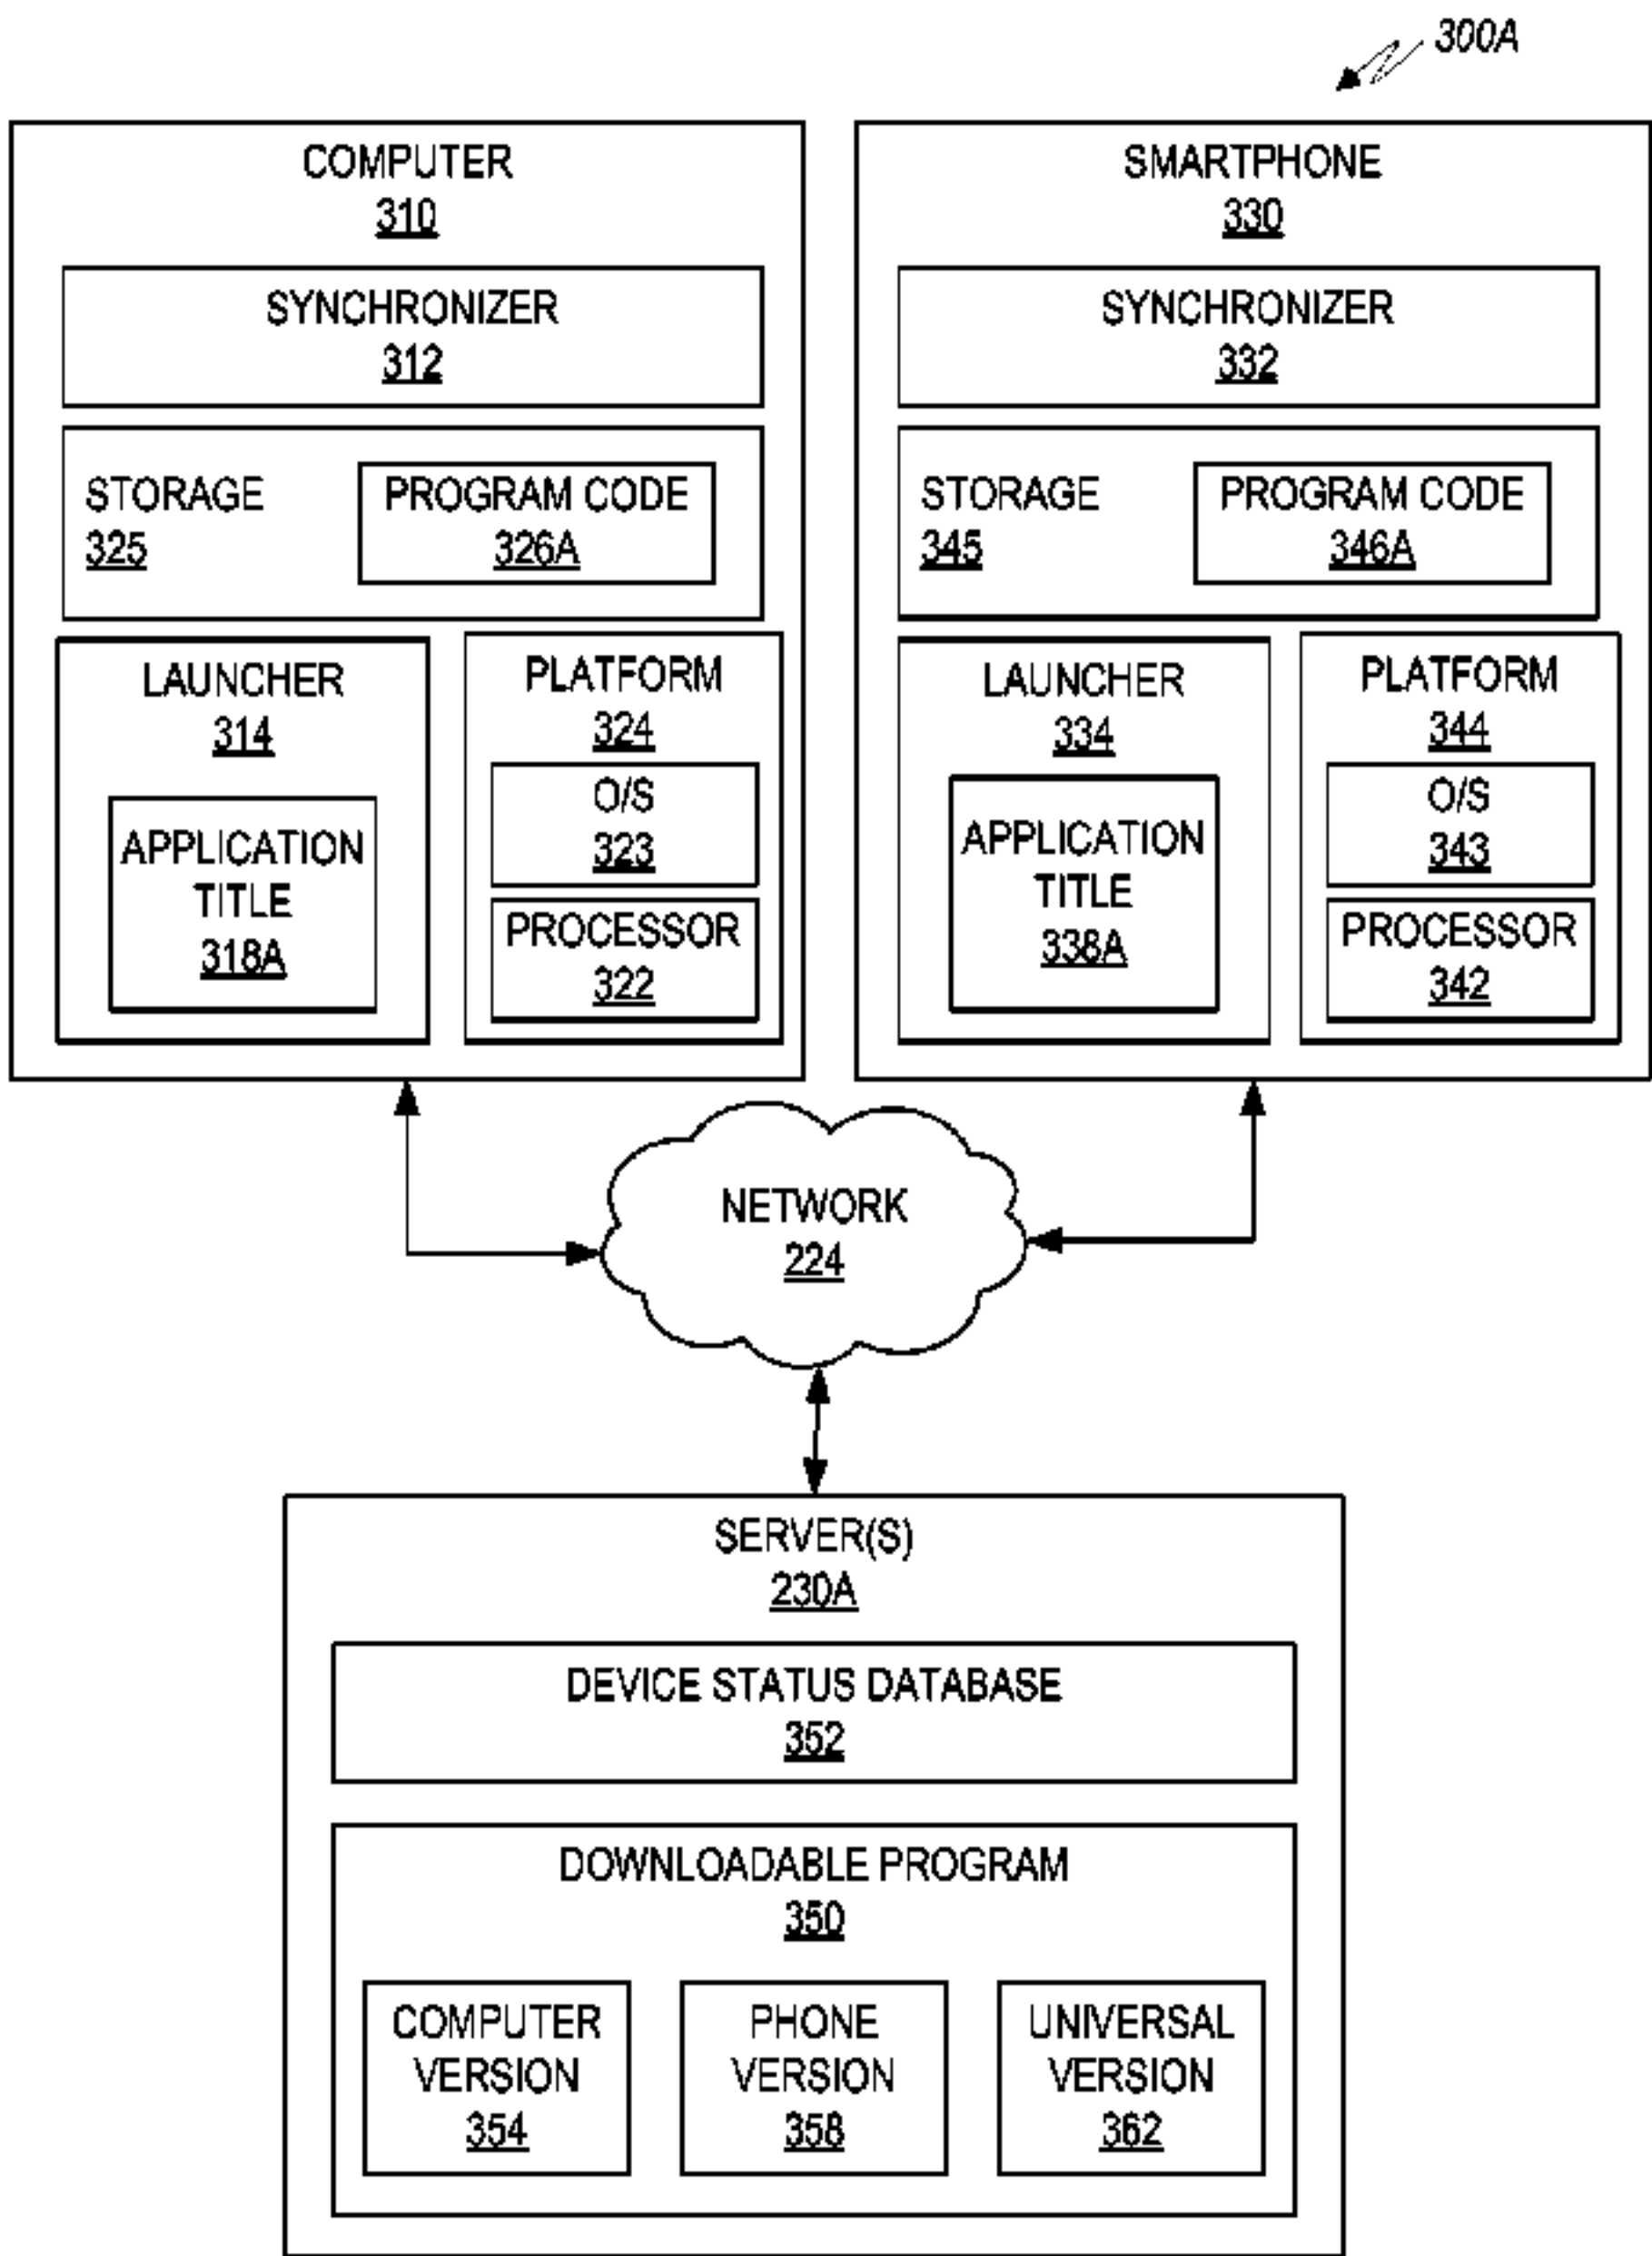 300A
COMPUTER
310
SYNCHRONIZER
312
STORAGE
325
PROGRAM CODE
326A
LAUNCHER
314
APPLICATION
TITLE
318A
PLATFORM
324
O/S
323
PROCESSOR
322
SMARTPHONE
330
SYNCHRONIZER
332
STORAGE
345
PROGRAM CODE
346A
LAUNCHER
334
APPLICATION
TITLE
338A
PLATFORM
344
O/S
343
PROCESSOR
342
NETWORK
224
SERVER(S)
230A
DEVICE STATUS DATABASE
352
DOWNLOADABLE PROGRAM
350
COMPUTER
VERSION
354
PHONE
VERSION
358
UNIVERSAL
VERSION
362